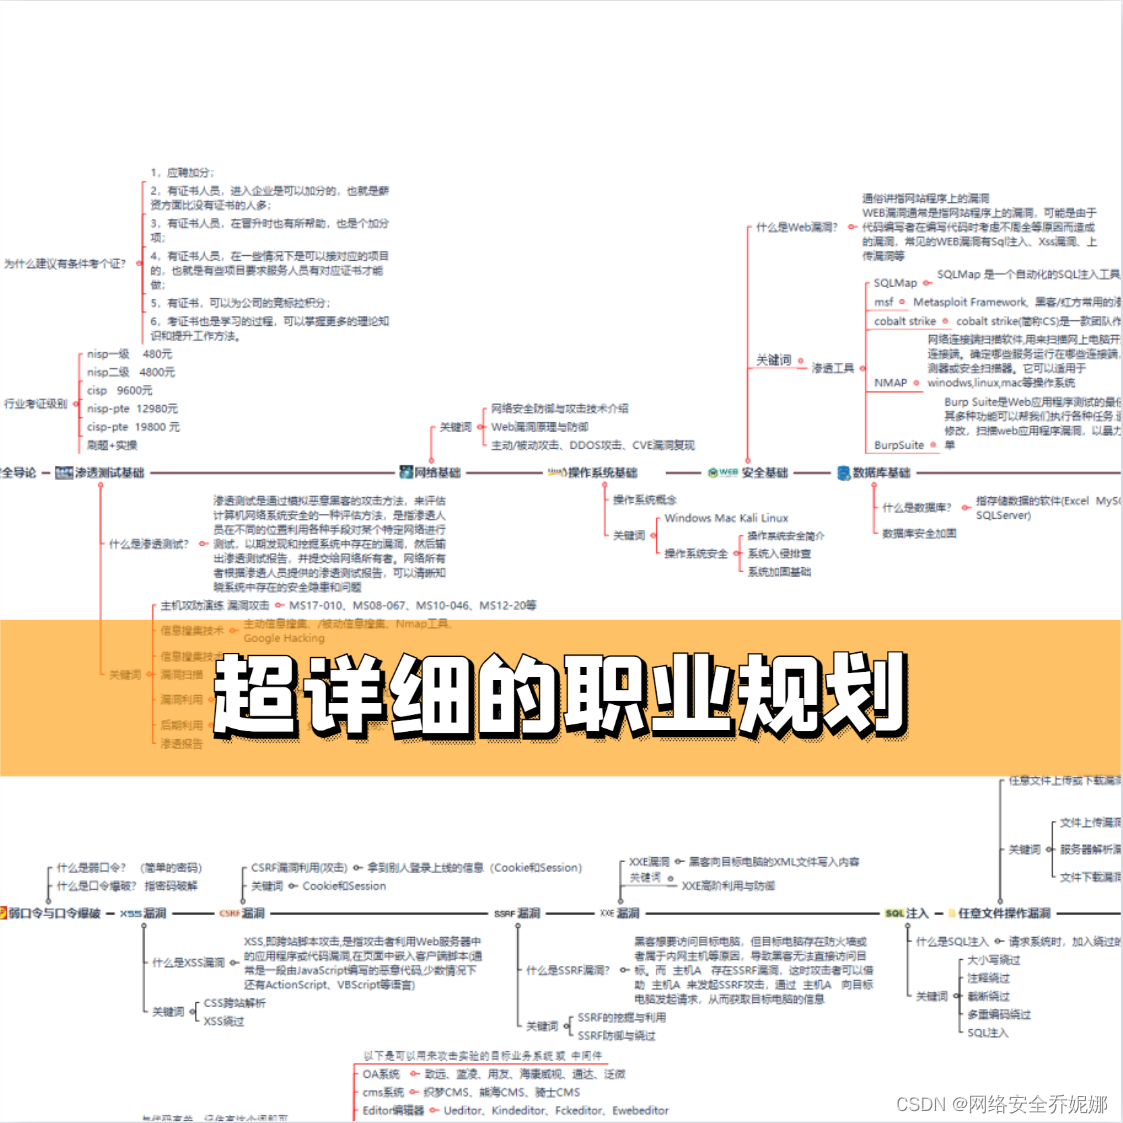 1，应聘加分；
2，有证书人员，进入企业是可以加分的，也就是薪
资方面比没有证书的人多；
3，有证书人员，在晋升时也有所帮助，也是个加分
项；
4，有证书人员，在一些情况下是可以接对应的项目
的，也就是有些项目要求服务人员有对应证书才能
做；
5，有证书，可以为公司的竞标拉积分；
6，考证书也是学习的过程，可以掌握更多的理论知
识和提升工作方法。
为什么建议有条件考个证？
nisp一级 480元
nisp二级 4800元
cisp 9600元
nisp-pte 12980元
cisp-pte 19800 元
刷题+实操
行业考证级别
关键词
网络安全防御与攻击技术介绍
Web漏洞原理与防御
主动/被动攻击、DDOS攻击、CVE漏洞复现
什么是Web漏洞？
通俗讲指网站程序上的漏洞
WEB漏洞通常是指网站程序上的漏洞，可能是由于
代码编写者在编写代码时考虑不周全等原因而造成
的漏洞，常见的WEB漏洞有Sql注入、Xss漏洞、上
传漏洞等
关键词
渗透工具
SQLMap
SQLMap 是一个自动化的SQL注入工具
msf
Metasploit Framework, 黑客/红方常用的
cobalt strike
cobalt strike(简称CS)是一款团队作
NMAP
网络连接端扫描软件,用来扫描网上电脑开
连接端。确定哪些服务运行在哪些连接端，
测器或安全扫描器。它可以适用于
winodws,linux,mac等操作系统
BurpSuite
Burp Suite是Web应用程序测试的最佳
其多种功能可以帮我们执行各种任务.
修改，扫描web应用程序漏洞，以暴力
单
全导论
渗透测试基础
网络基础
操作系统基础
WEB 安全基础
数据库基础
什么是渗透测试？
渗透测试是通过模拟恶意黑客的攻击方法，来评估
计算机网络系统安全的一种评估方法，是指渗透人
员在不同的位置利用各种手段对某个特定网络进行
测试，以期发现和挖掘系统中存在的漏洞，然后输
出渗透测试报告，并提交给网络所有者。网络所有
者根据渗透人员提供的渗透测试报告，可以清晰知
晓系统中存在的安全隐患和问题
操作系统概念
关键词
Windows Mac Kali Linux
操作系统安全
操作系统安全简介
系统入侵排查
系统加固基础
什么是数据库？
指存储数据的软件(Excel MySQ
SQLServer)
数据库安全加固
关键词
主机攻防演练 漏洞攻击
MS17-010、MS08-067、MS10-046、MS12-20等
信息搜集技术
主动信息搜集、/被动信息搜集、Nmap工具、
Google Hacking
信息搜集技术
漏洞扫描
漏洞利用
后期利用
渗透报告
超详细的职业规划
任意文件上传或下载漏洞
关键词
文件上传漏洞
服务器解析漏
文件下载漏洞
什么是弱口令？ (简单的密码)
什么是口令爆破？ 指密码破解
CSRF漏洞利用(攻击)
拿到别人登录上线的信息（Cookie和Session）
关键词
Cookie和Session
XXE漏洞
黑客向目标电脑的XML文件写入内容
关键词
XXE高阶利用与防御
弱口令与口令爆破
XSS漏洞
CSRF漏洞
SSRF 漏洞
XXE 漏洞
SQL注入
任意文件操作漏洞
什么是XSS漏洞
XSS,即跨站脚本攻击,是指攻击者利用Web服务器中
的应用程序或代码漏洞,在页面中嵌入客户端脚本(通
常是一段由JavaScript编写的恶意代码,少数情况下
还有ActionScript、VBScript等语言)
关键词
CSS跨站解析
XSS绕过
什么是SSRF漏洞？
黑客想要访问目标电脑，但目标电脑存在防火墙或
者属于内网主机等原因，导致黑客无法直接访问目
标。而 主机A 存在SSRF漏洞，这时攻击者可以借
助 主机A 来发起SSRF攻击，通过 主机A 向目标
电脑发起请求，从而获取目标电脑的信息
关键词
SSRF的挖掘与利用
SSRF防御与绕过
什么是SQL注入
请求系统时，加入绕过的
关键词
大小写绕过
注释绕过
截断绕过
多重编码绕过
SQL注入
以下是可以用来攻击实验的目标业务系统或 中间件
OA系统
致远、蓝凌、用友、海康威视、通达、泛微
cms系统
织梦CMS、熊海CMS、骑士CMS
Editor编辑器
Ueditor、Kindeditor、Fckeditor、Ewebeditor
CSDN @网络安全乔妮娜